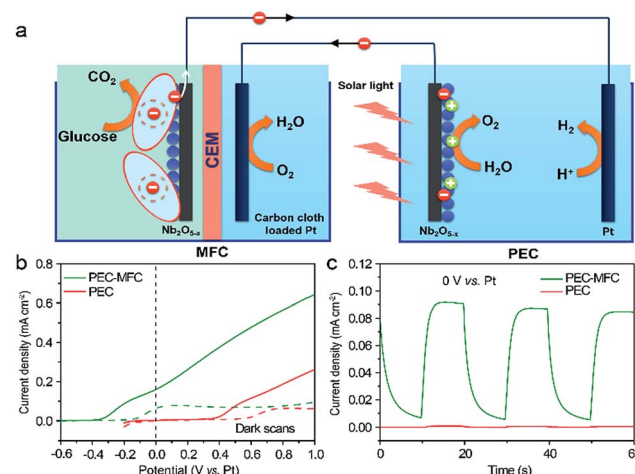 a
CO2
Glucose
Nb2O5-x
CEM
H2O
O2
Carbon cloth
loaded Pt
MFC
Solar light
O2
H2O
Nb2O5-x
H2
H+
Pt
PEC
b
PEC-MFC
PEC
Dark scans
Current density (mA cm-2)
0.8
0.6
0.4
0.2
0.0
-0.6 -0.4 -0.2 0.0 0.2 0.4 0.6 0.8 1.0
Potential (V vs. Pt)
c
0 V vs. Pt
PEC-MFC
PEC
Current density (mA cm-2)
0.12
0.10
0.08
0.06
0.04
0.02
0.00
0 10 20 30 40 50 6
Time (s)